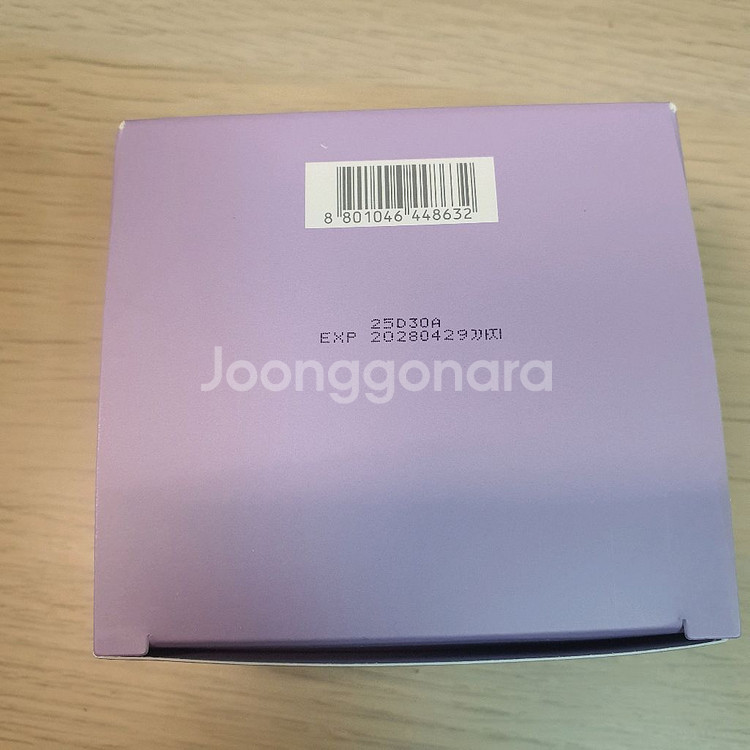 8 801046 448632
25D30A
EXP 20280429까지
Joonggonara